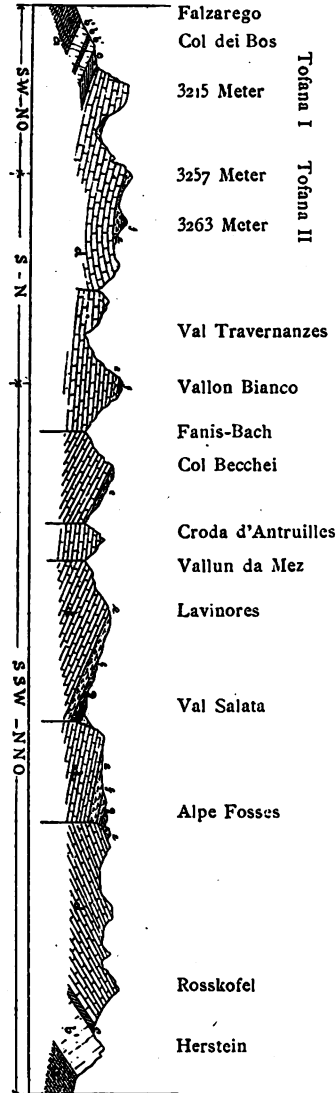 Falzarego
Col dei Bos
3215 Meter
3257 Meter
3263 Meter
Tofana I
Tofana II
Val Travernanzes
Vallon Bianco
Fanis-Bach
Col Becchei
Croda d'Antruilles
Vallun da Mez
Lavinores
Val Salata
Alpe Fosses
Rosskofel
Herstein
SW-NO
S-N
SSW-NNO